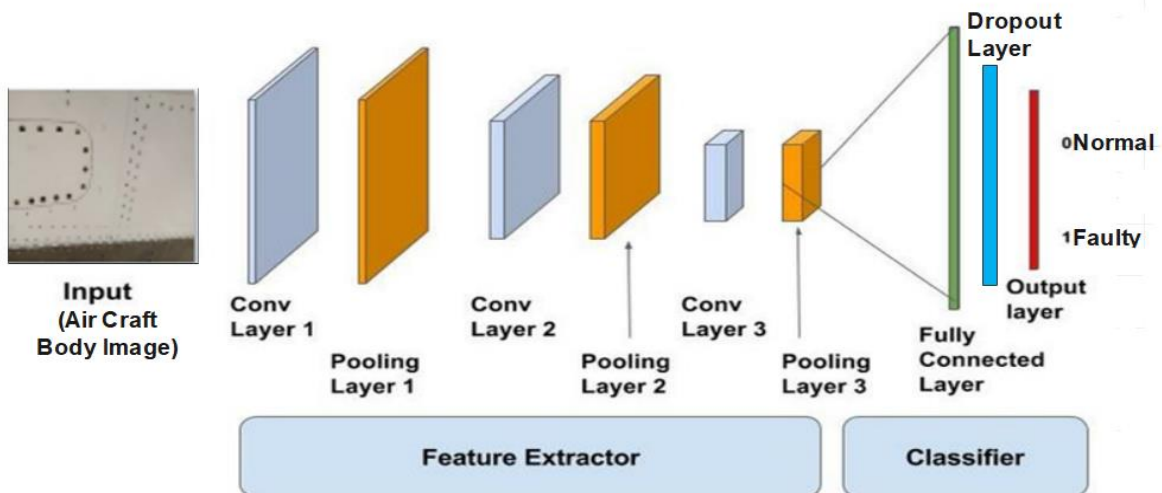 Dropout
Layer
0Normal
1Faulty
Input
(Air Craft
Body Image)
Conv
Layer 1
Pooling
Layer 1
Conv
Layer 2
Pooling
Layer 2
Conv
Layer 3
Pooling
Layer 3
Fully
Connected
Layer
Output
layer
Feature Extractor
Classifier